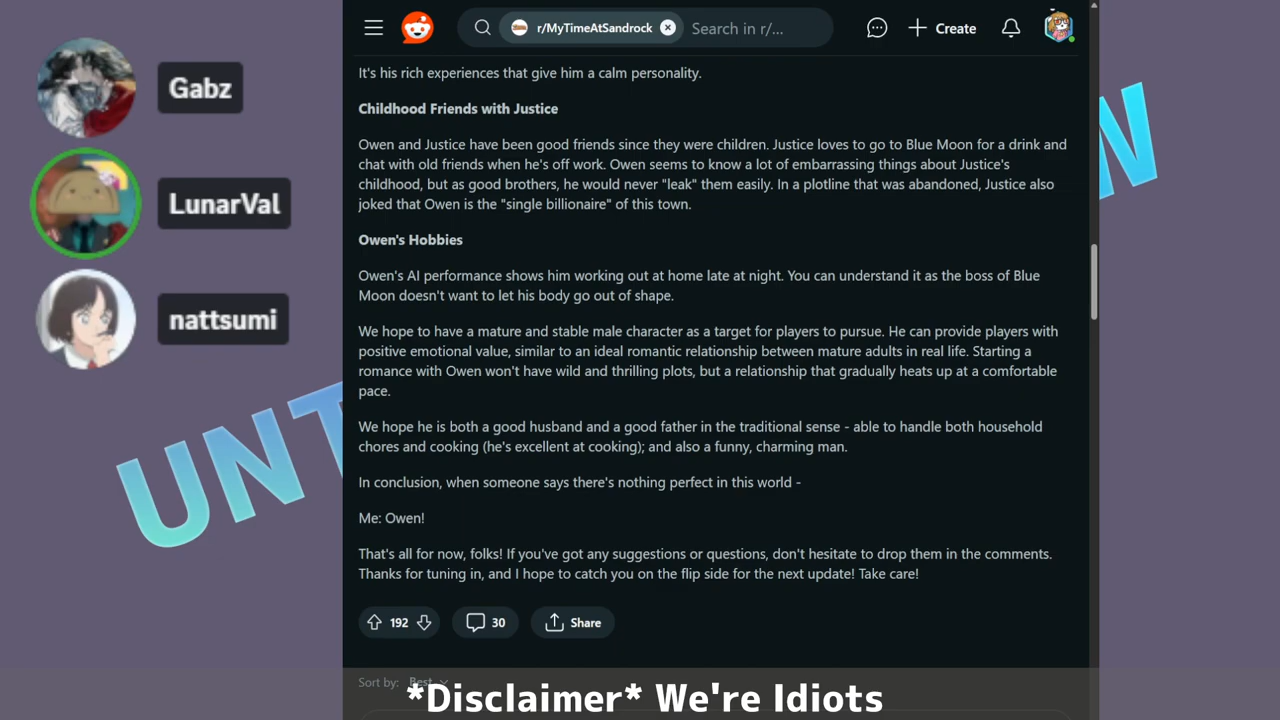 Gabz
LunarVal
nattsumi
r/MyTimeAtSandrock
Search in r/...
Create
It's his rich experiences that give him a calm personality.
Childhood Friends with Justice
Owen and Justice have been good friends since they were children. Justice loves to go to Blue Moon for a drink and
chat with old friends when he's off work. Owen seems to know a lot of embarrassing things about Justice's
childhood, but as good brothers, he would never "leak" them easily. In a plotline that was abandoned, Justice also
joked that Owen is the "single billionaire" of this town.
Owen's Hobbies
Owen's AI performance shows him working out at home late at night. You can understand it as the boss of Blue
Moon doesn't want to let his body go out of shape.
We hope to have a mature and stable male character as a target for players to pursue. He can provide players with
positive emotional value, similar to an ideal romantic relationship between mature adults in real life. Starting a
romance with Owen won't have wild and thrilling plots, but a relationship that gradually heats up at a comfortable
pace.
We hope he is both a good husband and a good father in the traditional sense - able to handle both household
chores and cooking (he's excellent at cooking); and also a funny, charming man.
In conclusion, when someone says there's nothing perfect in this world -
Me: Owen!
That's all for now, folks! If you've got any suggestions or questions, don't hesitate to drop them in the comments.
Thanks for tuning in, and I hope to catch you on the flip side for the next update! Take care!
192
30
Share
Sort by: Best
*Disclaimer* We're Idiots